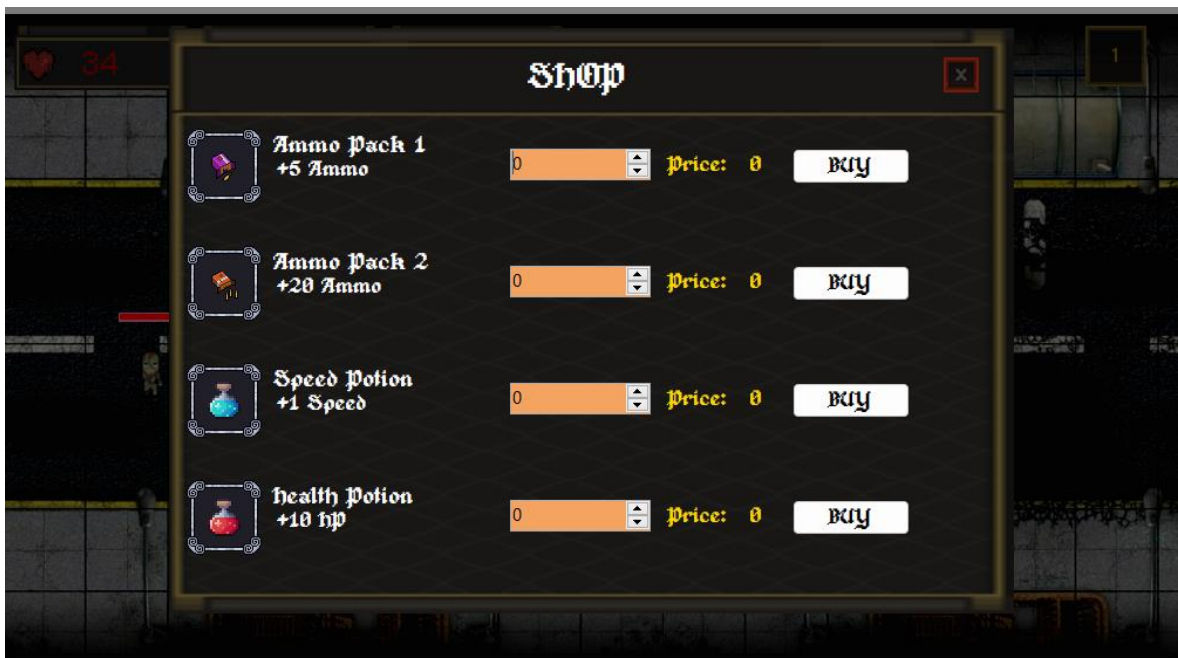 34
1
Shop
x
Ammo Pack 1
+5 Ammo
0
Price: 0
BUY
Ammo Pack 2
+20 Ammo
0
Price: 0
BUY
Speed Potion
+1 Speed
0
Price: 0
BUY
health Potion
+10 hp
0
Price: 0
BUY